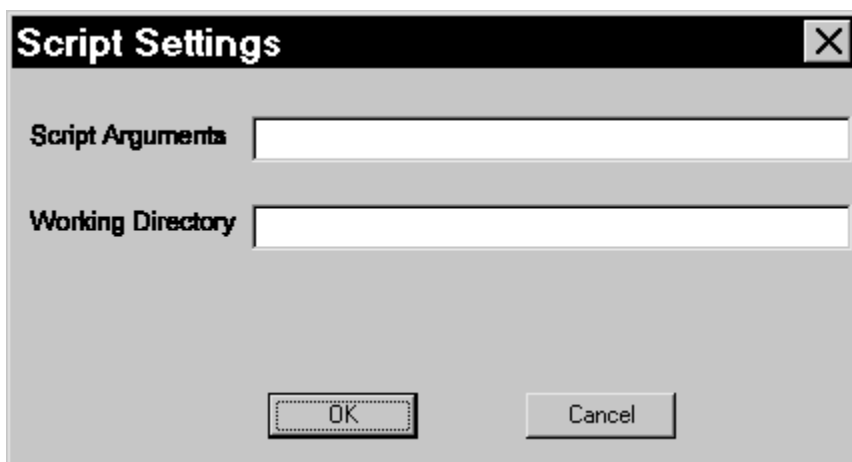 Script Settings
Script Arguments
Working Directory
OK
Cancel